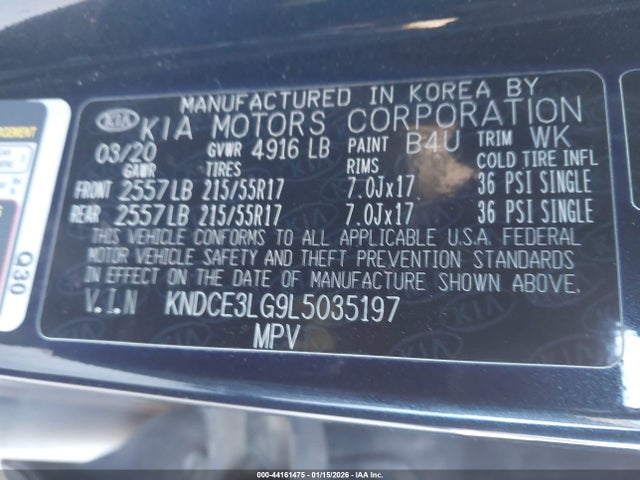 MANUFACTURED IN KOREA BY
KIA KIA MOTORS CORPORATION
03/20 GVWR 4916 LB PAINT B4U TRIM WK
GAWR TIRES RIMS COLD TIRE INFL
FRONT 2557LB 215/55R17 7.0Jx17 36 PSI SINGLE
REAR 2557LB 215/55R17 7.0Jx17 36 PSI SINGLE
THIS VEHICLE CONFORMS TO ALL APPLICABLE U.S.A. FEDERAL
MOTOR VEHICLE SAFETY AND THEFT PREVENTION STANDARDS
IN EFFECT ON THE DATE OF MANUFACTURE SHOWN ABOVE.
V.I.N KNDCE3LG9L5035197
MPV
Q30
000-44161475 - 01/15/2026 - IAAI.COM